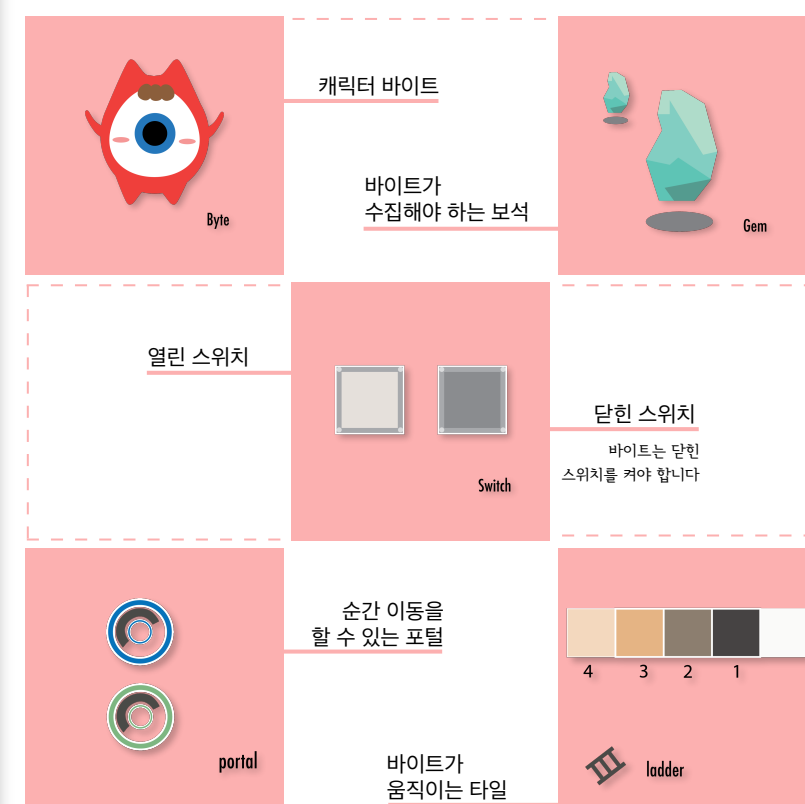 캐릭터 바이트
Byte
바이트가
수집해야 하는 보석
Gem
열린 스위치
닫힌 스위치
바이트는 닫힌
스위치를 켜야 합니다
Switch
순간 이동을
할 수 있는 포털
portal
4 3 2 1
바이트가
움직이는 타일
ladder